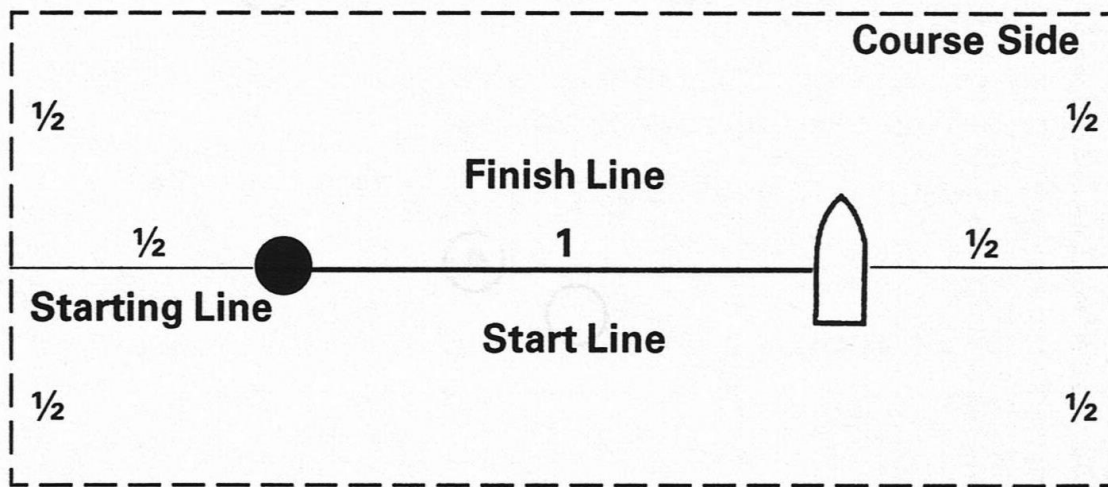 Course Side
½ ½
Finish Line
½ 1 ½
Starting Line
Start Line
½ ½